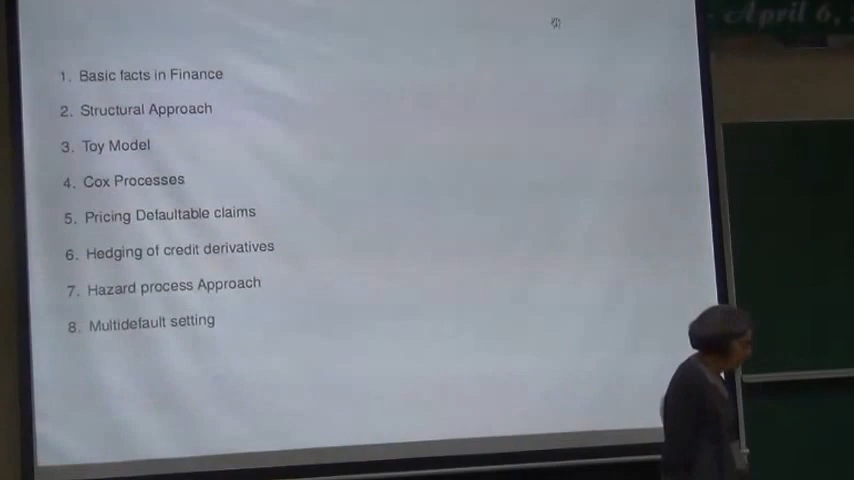 April 6,
1. Basic facts in Finance
2. Structural Approach
3. Toy Model
4. Cox Processes
5. Pricing Defaultable claims
6. Hedging of credit derivatives
7. Hazard process Approach
8. Multidefault setting